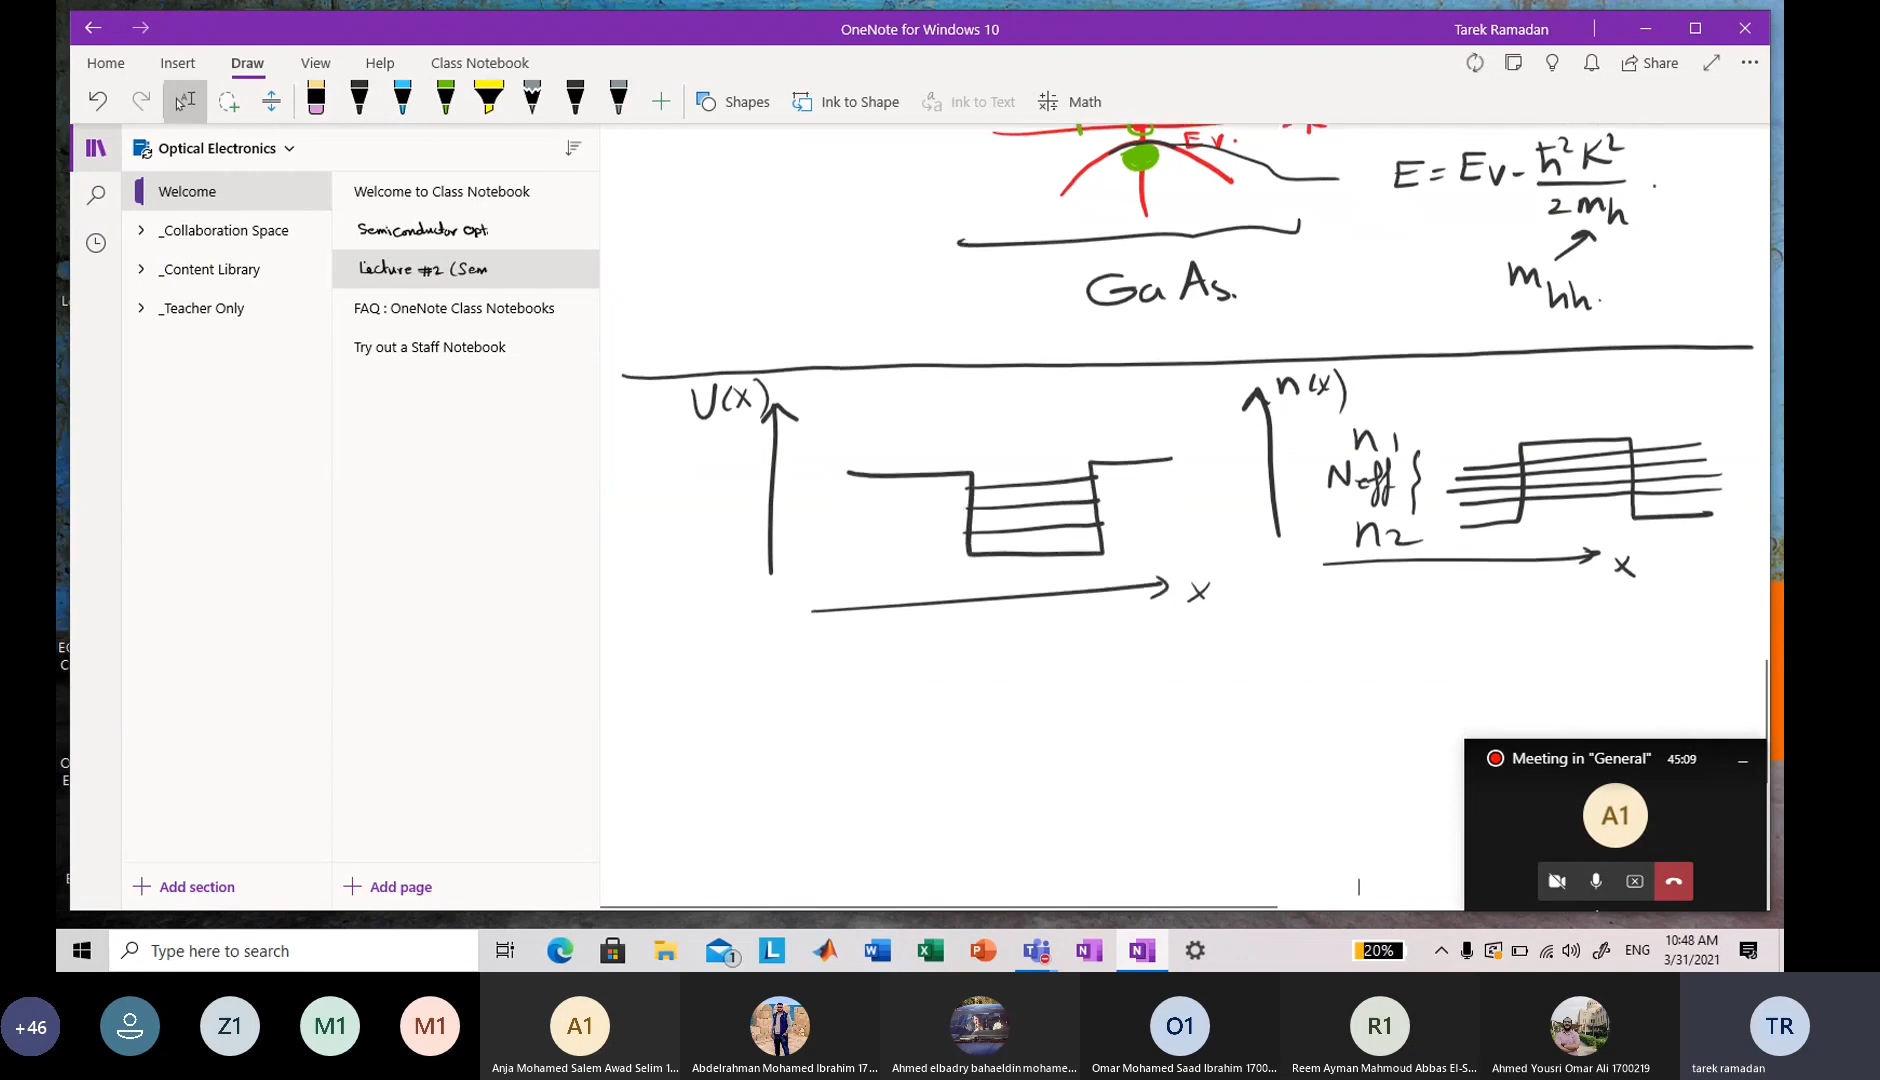 OneNote for Windows 10
Tarek Ramadan
Home Insert Draw View Help Class Notebook
Share
Shapes Ink to Shape Ink to Text Math
Optical Electronics
Welcome
_Collaboration Space
_Content Library
_Teacher Only
Welcome to Class Notebook
Semiconductor Opt.
Lecture #2 (Sem
FAQ : OneNote Class Notebooks
Try out a Staff Notebook
Add section
Add page
Ev.
E = Ev - ħ²K² / 2mh
mhh.
GaAs.
U(x)
x
n(x)
n1
Neff
n2
x
Meeting in "General" 45:09
A1
Type here to search
1
20%
ENG
10:48 AM
3/31/2021
+46
Z1
M1
M1
A1
O1
R1
TR
Anja Mohamed Salem Awad Selim 1...
Abdelrahman Mohamed Ibrahim 17...
Ahmed elbadry bahaeldin mohame...
Omar Mohamed Saad Ibrahim 1700...
Reem Ayman Mahmoud Abbas El-S...
Ahmed Yousri Omar Ali 1700219
tarek ramadan